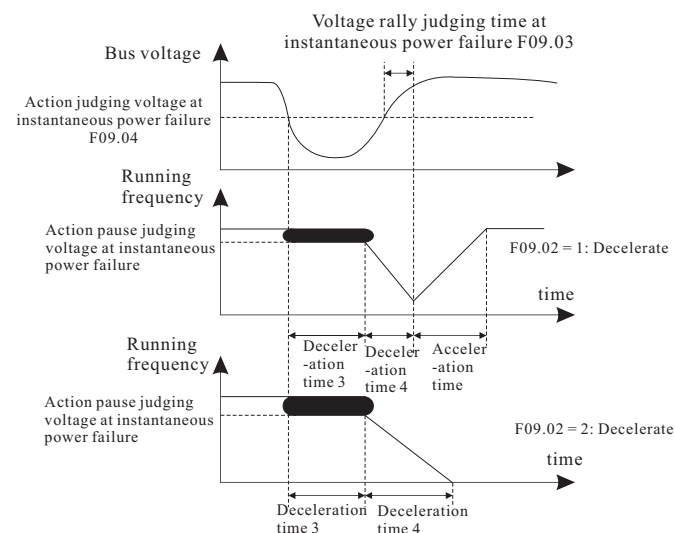 Voltage rally judging time at
instantaneous power failure F09.03
Bus voltage
Action judging voltage at
instantaneous power failure
F09.04
Running
frequency
Action pause judging
voltage at instantaneous
power failure
F09.02 = 1: Decelerate
time
Deceler
-ation
time 3
Deceler
-ation
time 4
Acceler
-ation
time
Running
frequency
Action pause judging
voltage at instantaneous
power failure
F09.02 = 2: Decelerate
time
Deceleration
time 3
Deceleration
time 4